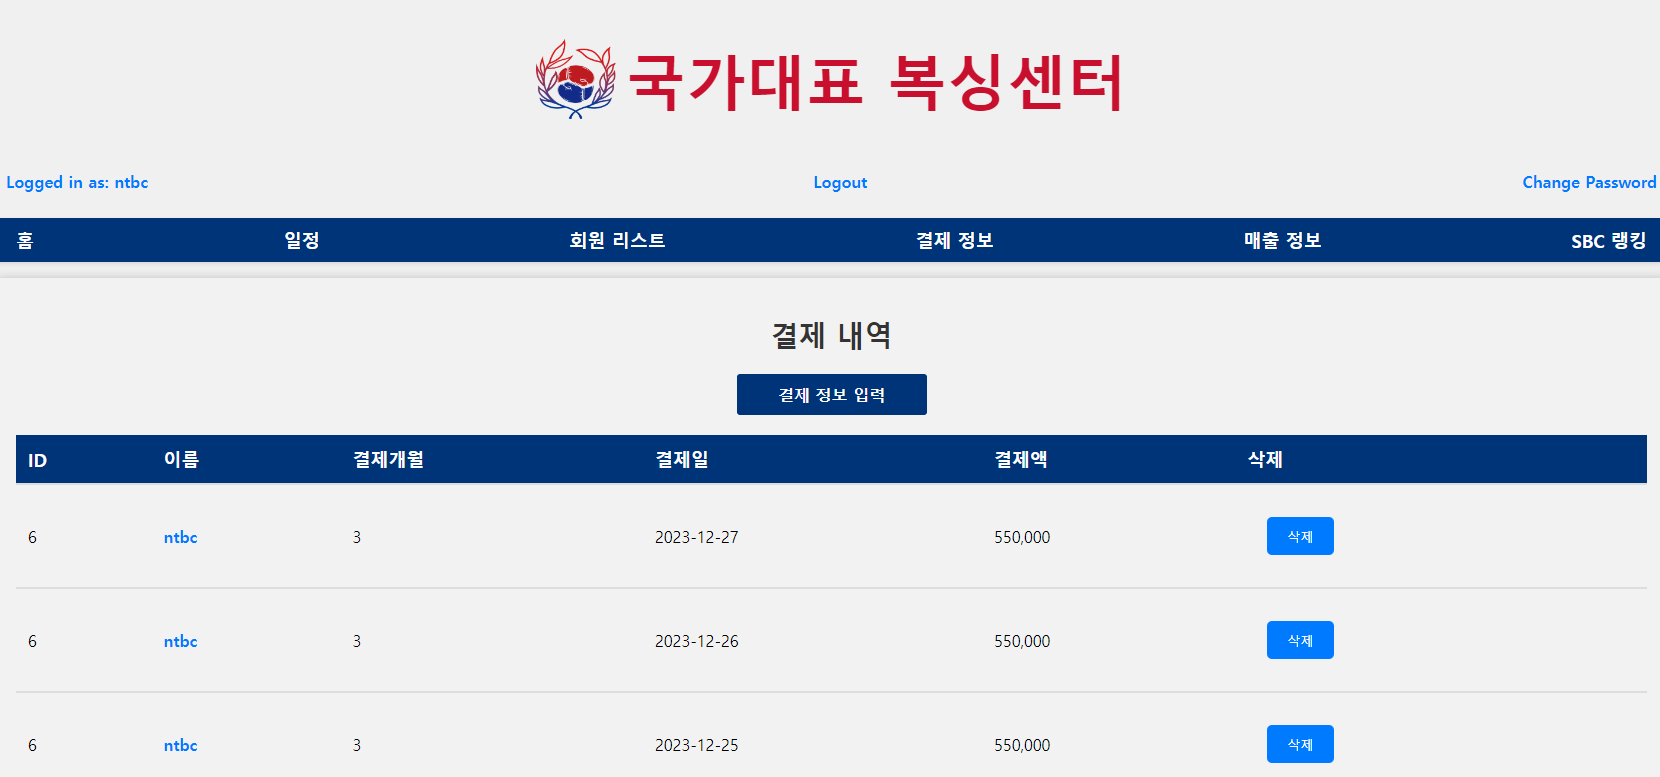 국가대표 복싱센터
Logged in as: ntbc Logout Change Password
홈 일정 회원 리스트 결제 정보 매출 정보 SBC 랭킹
결제 내역
결제 정보 입력
ID 이름 결제개월 결제일 결제액 삭제
6 ntbc 3 2023-12-27 550,000 삭제
6 ntbc 3 2023-12-26 550,000 삭제
6 ntbc 3 2023-12-25 550,000 삭제